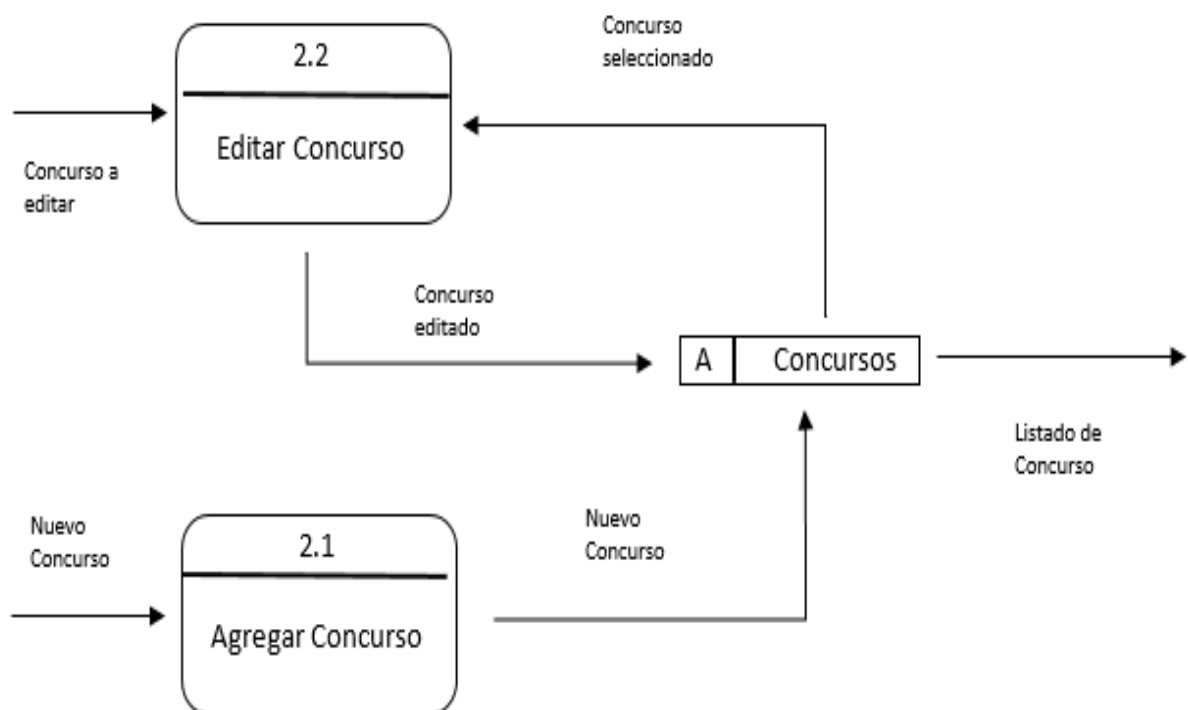 Concurso
seleccionado
2.2
Editar Concurso
Concurso a
editar
Concurso
editado
A
Concursos
Listado de
Concurso
Nuevo
Concurso
2.1
Agregar Concurso
Nuevo
Concurso